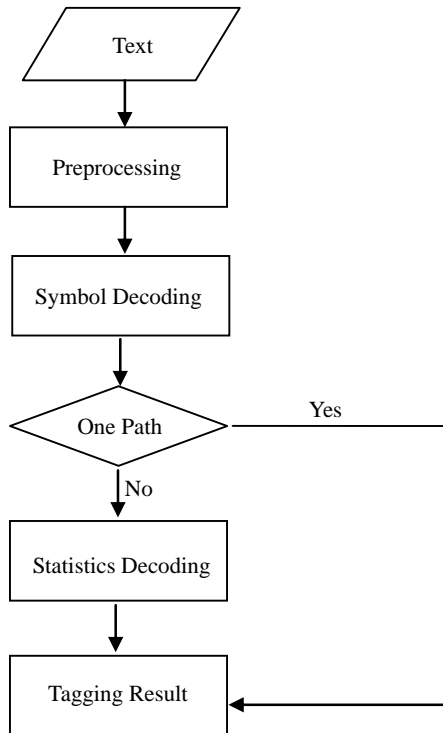 Text
Preprocessing
Symbol Decoding
One Path
Yes
No
Statistics Decoding
Tagging Result